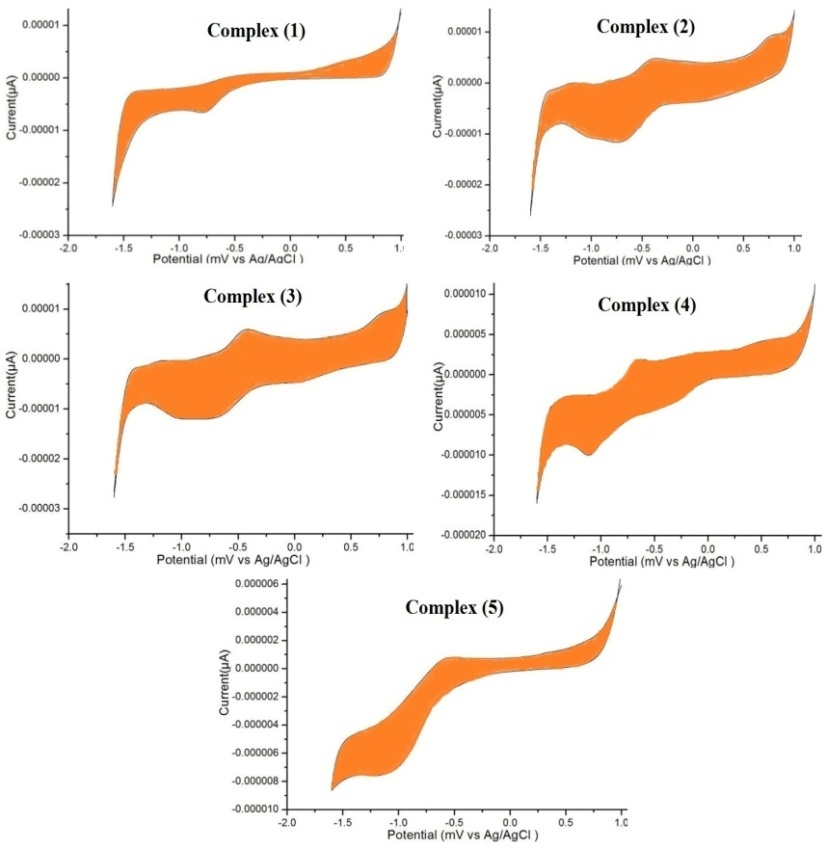 Complex (1)
0.00001
0.00000
-0.00001
-0.00002
-0.00003
Current(µA)
-2.0 -1.5 -1.0 -0.5 0.0 0.5 1.
Potential (mV vs Ag/AgCl )
Complex (2)
0.00001
0.00000
-0.00001
-0.00002
-0.00003
Current(µA)
-2.0 -1.5 -1.0 -0.5 0.0 0.5 1.0
Potential (mV vs Ag/AgCl )
Complex (3)
0.00001
0.00000
-0.00001
-0.00002
-0.00003
Current(µA)
-2.0 -1.5 -1.0 -0.5 0.0 0.5 1.0
Potential (mV vs Ag/AgCl )
Complex (4)
0.000010
0.000005
0.000000
0.000005
-0.000010
-0.000015
-0.000020
Current(µA)
-2.0 -1.5 -1.0 -0.5 0.0 0.5 1.0
Potential (mV vs Ag/AgCl )
Complex (5)
0.000006
0.000004
0.000002
0.000000
-0.000002
-0.000004
-0.000006
-0.000008
-0.000010
Current(µA)
-2.0 -1.5 -1.0 -0.5 0.0 0.5 1.0
Potential (mV vs Ag/AgCl )